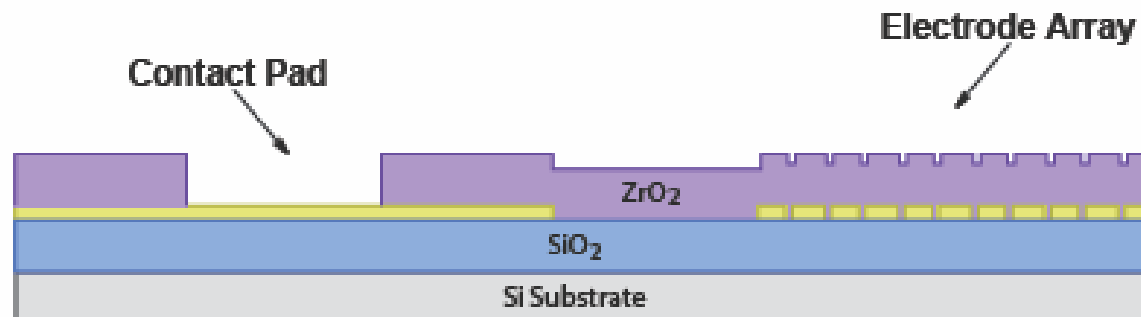 Electrode Array
Contact Pad
ZrO₂
SiO₂
Si Substrate